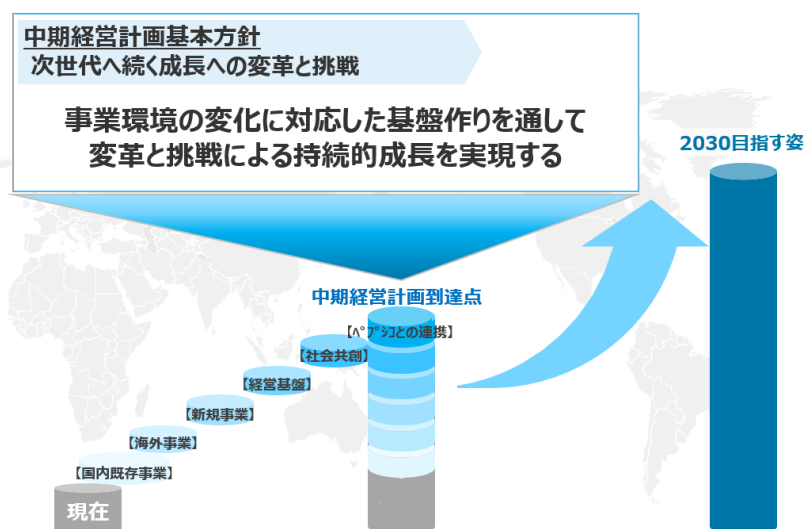 中期経営計画基本方針
次世代へ続く成長への変革と挑戦
事業環境の変化に対応した基盤作りを通して
変革と挑戦による持続的成長を実現する
2030目指す姿
中期経営計画到達点
【ﾍﾟﾌﾟｼｺとの連携】
【社会共創】
【経営基盤】
【新規事業】
【海外事業】
【国内既存事業】
現在